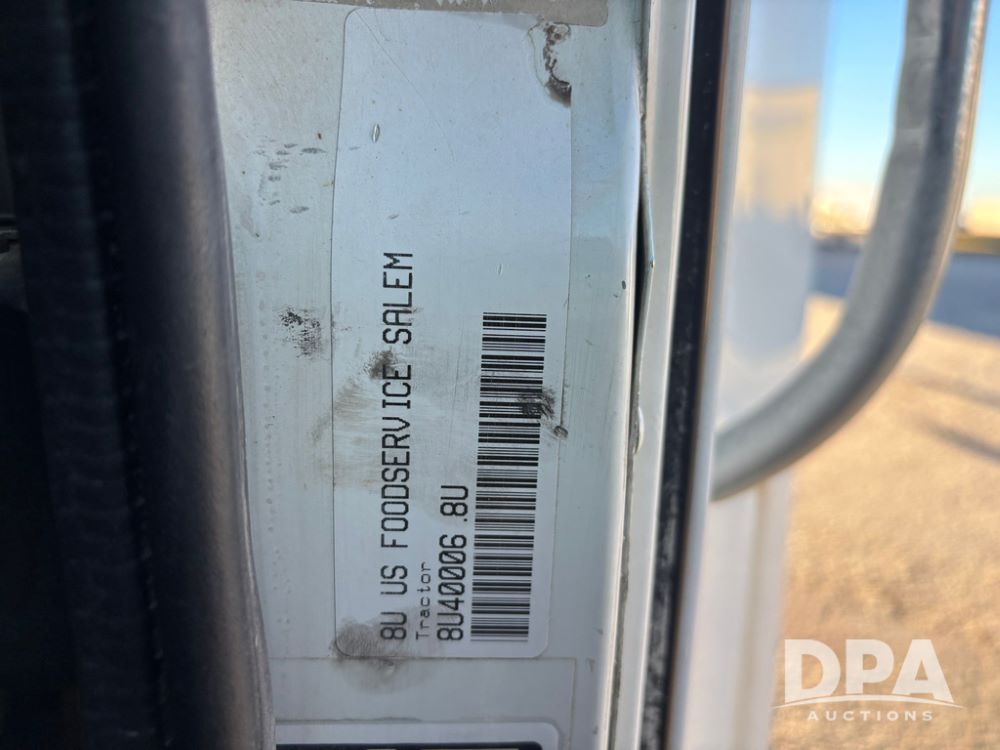 8U US FOODSERVICE SALEM
Tractor
8U40006.8U
DPA
AUCTIONS